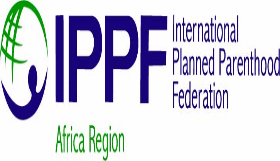 IPPF
International
Planned Parenthood
Federation
Africa Region